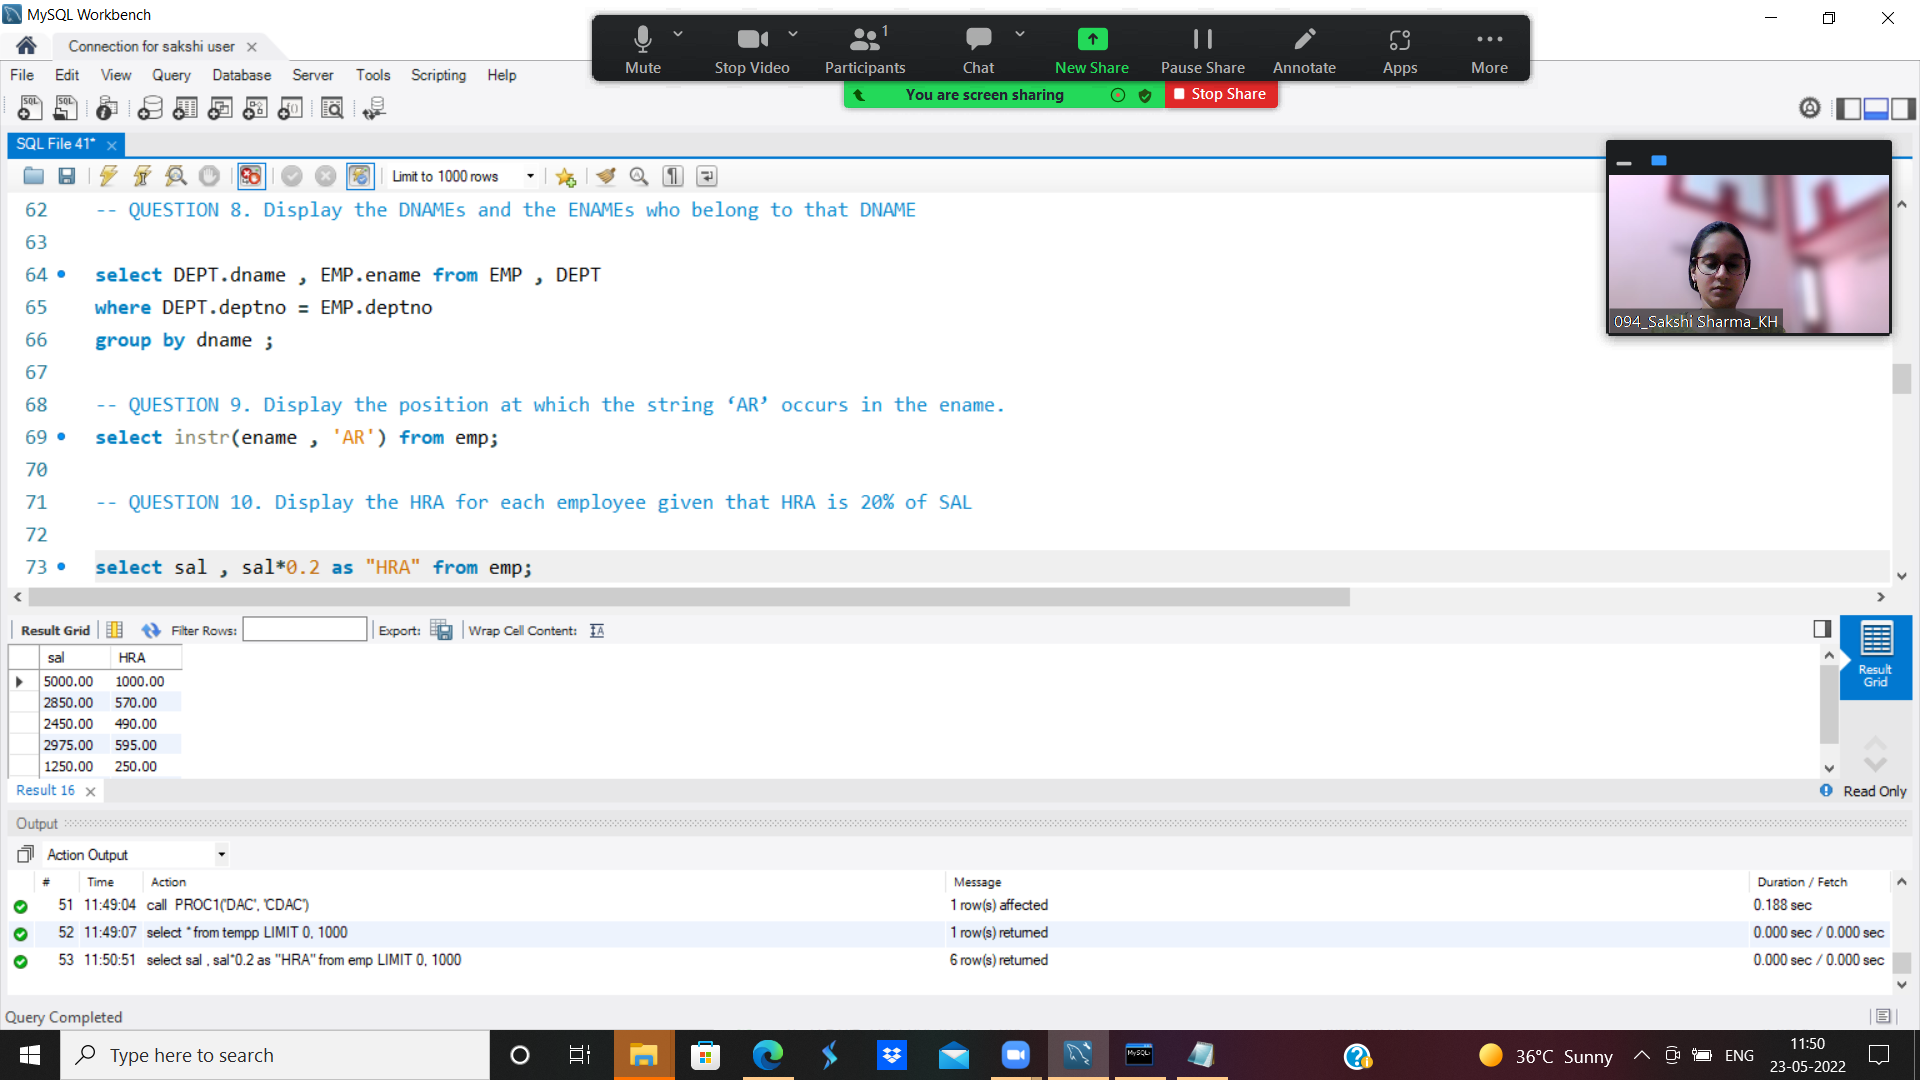 MySQL Workbench
Connection for sakshi user
File Edit View Query Database Server Tools Scripting Help
Mute Stop Video Participants 1 Chat New Share Pause Share Annotate Apps More
You are screen sharing Stop Share
SQL File 41*
Limit to 1000 rows
62 -- QUESTION 8. Display the DNAMEs and the ENAMEs who belong to that DNAME
63
64 select DEPT.dname , EMP.ename from EMP , DEPT
65 where DEPT.deptno = EMP.deptno
66 group by dname ;
67
68 -- QUESTION 9. Display the position at which the string ‘AR’ occurs in the ename.
69 select instr(ename , 'AR') from emp;
70
71 -- QUESTION 10. Display the HRA for each employee given that HRA is 20% of SAL
72
73 select sal , sal*0.2 as "HRA" from emp;
094_Sakshi Sharma_KH
Result Grid Filter Rows: Export: Wrap Cell Content:
sal HRA
5000.00 1000.00
2850.00 570.00
2450.00 490.00
2975.00 595.00
1250.00 250.00
Result Grid
Result 16
Read Only
Output
Action Output
# Time Action Message Duration / Fetch
51 11:49:04 call PROC1('DAC', 'CDAC') 1 row(s) affected 0.188 sec
52 11:49:07 select * from tempp LIMIT 0, 1000 1 row(s) returned 0.000 sec / 0.000 sec
53 11:50:51 select sal , sal*0.2 as "HRA" from emp LIMIT 0, 1000 6 row(s) returned 0.000 sec / 0.000 sec
Query Completed
Type here to search
36°C Sunny ENG
11:50
23-05-2022